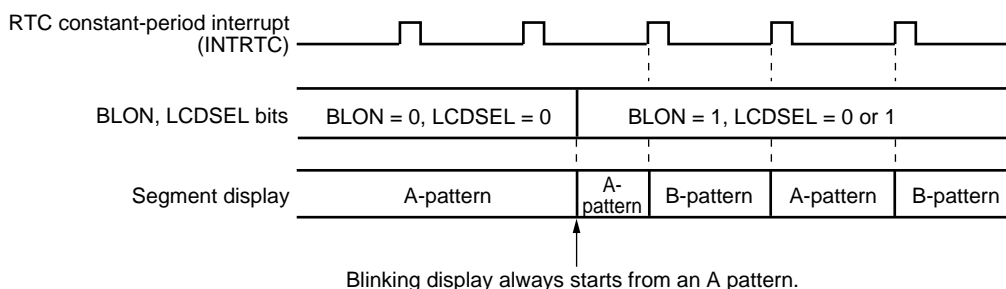 RTC constant-period interrupt
(INTRTC)
BLON, LCDSEL bits
BLON = 0, LCDSEL = 0
BLON = 1, LCDSEL = 0 or 1
Segment display
A-pattern
A-
pattern
B-pattern
A-pattern
B-pattern
Blinking display always starts from an A pattern.